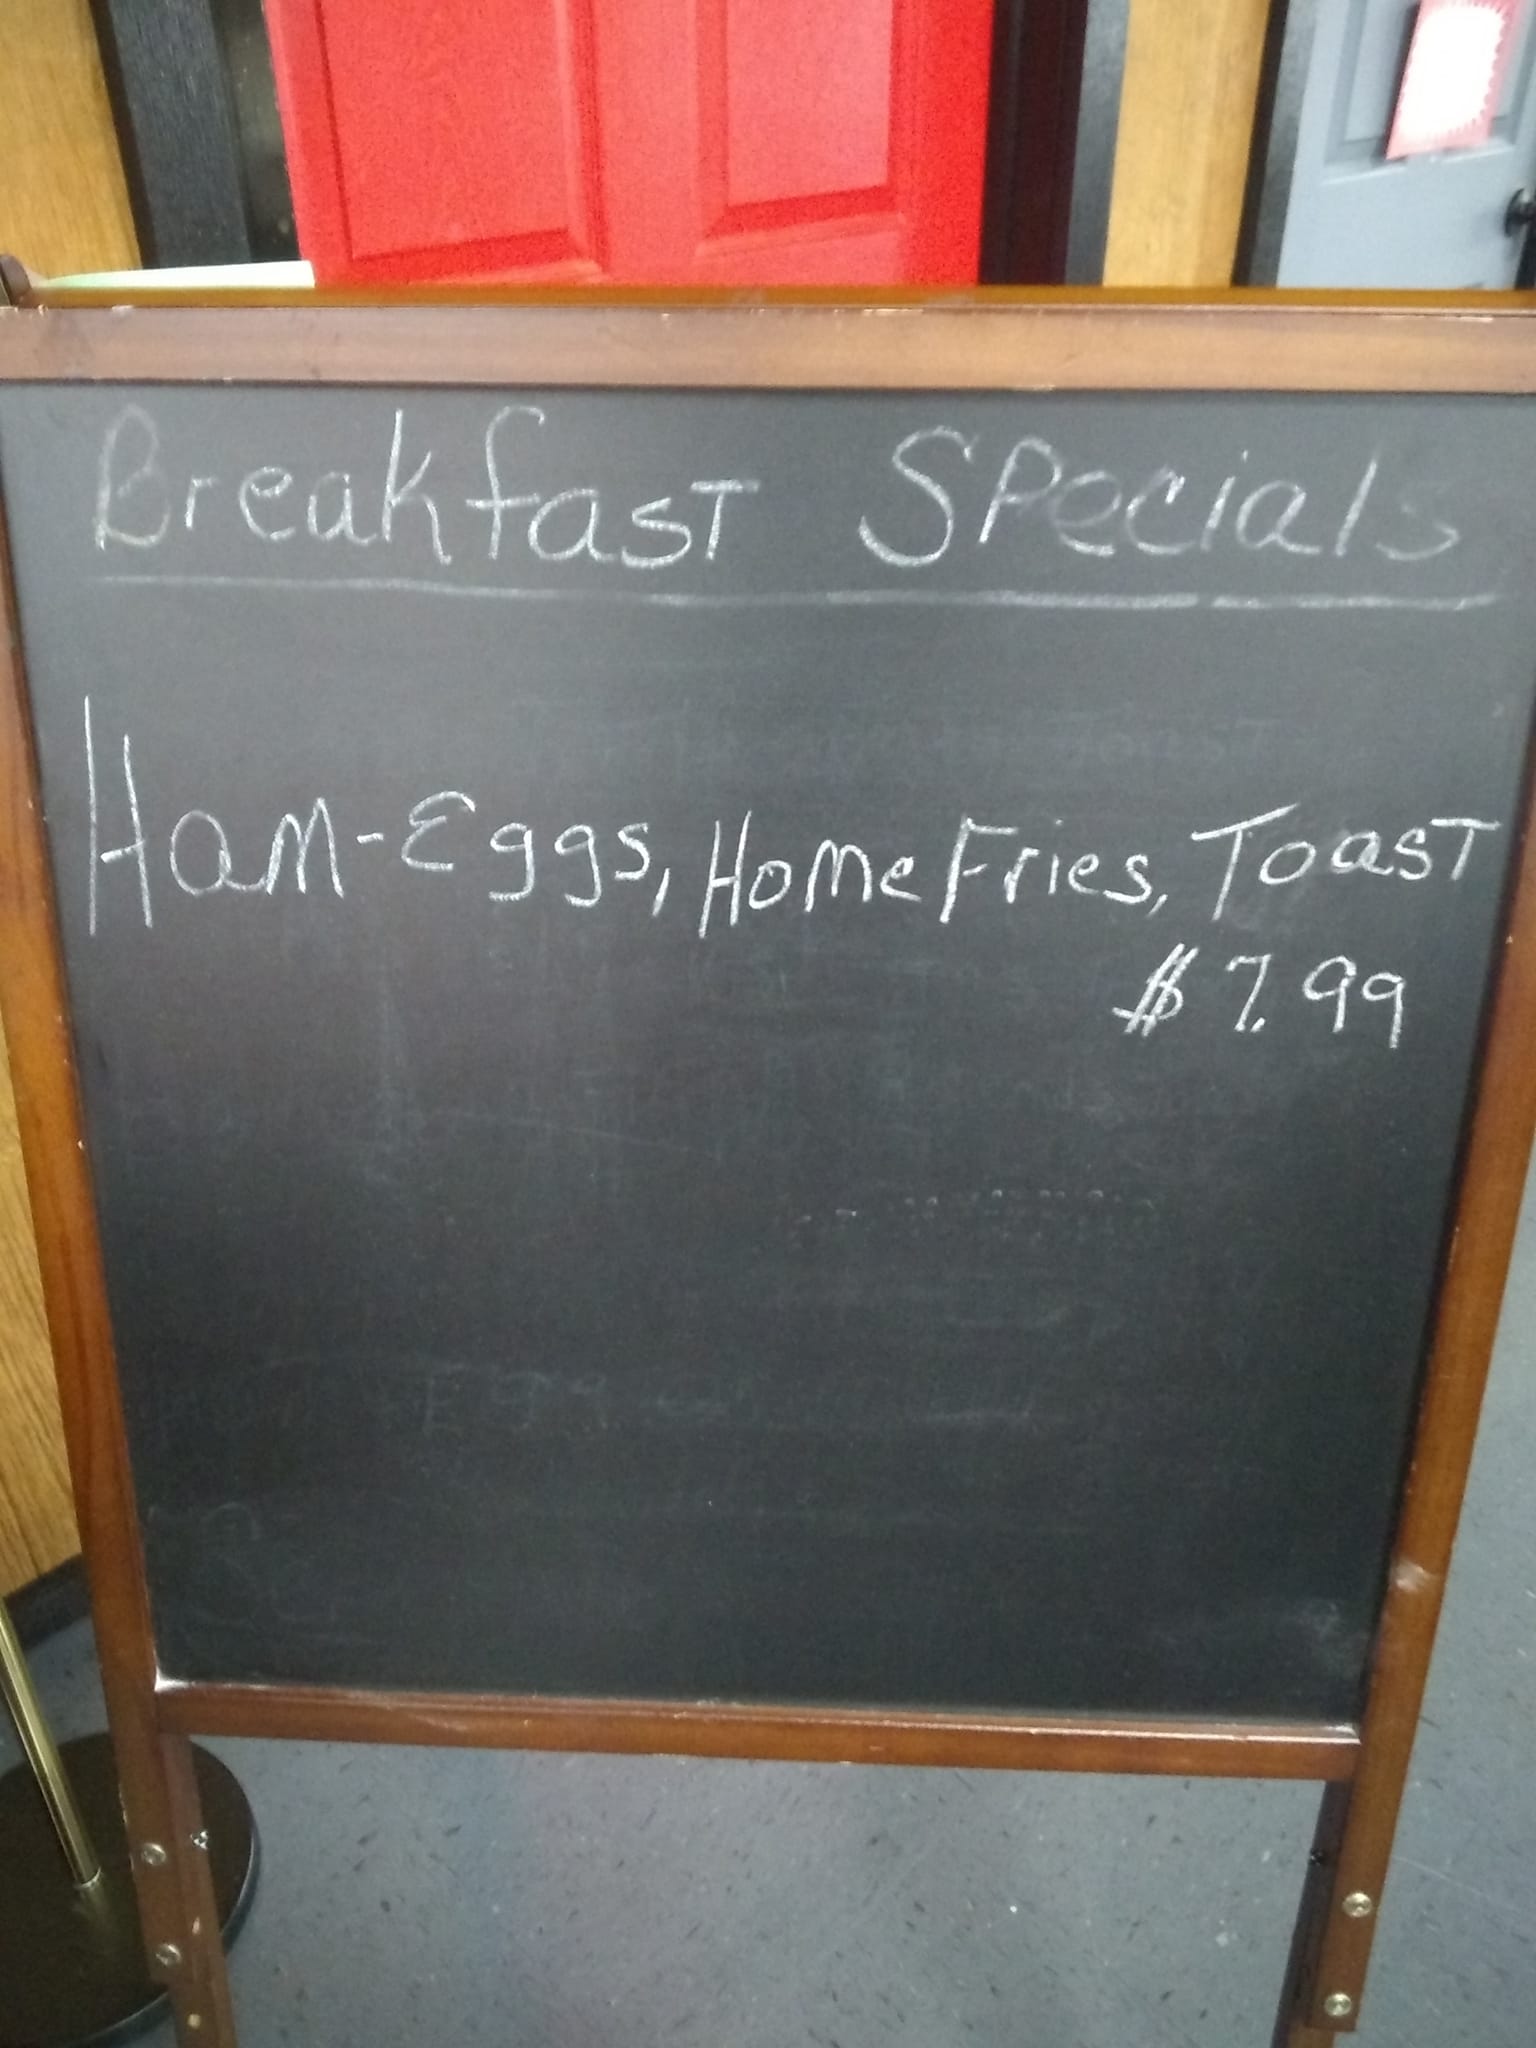 Breakfast Specials
Ham-Eggs, Home Fries, Toast
$7.99